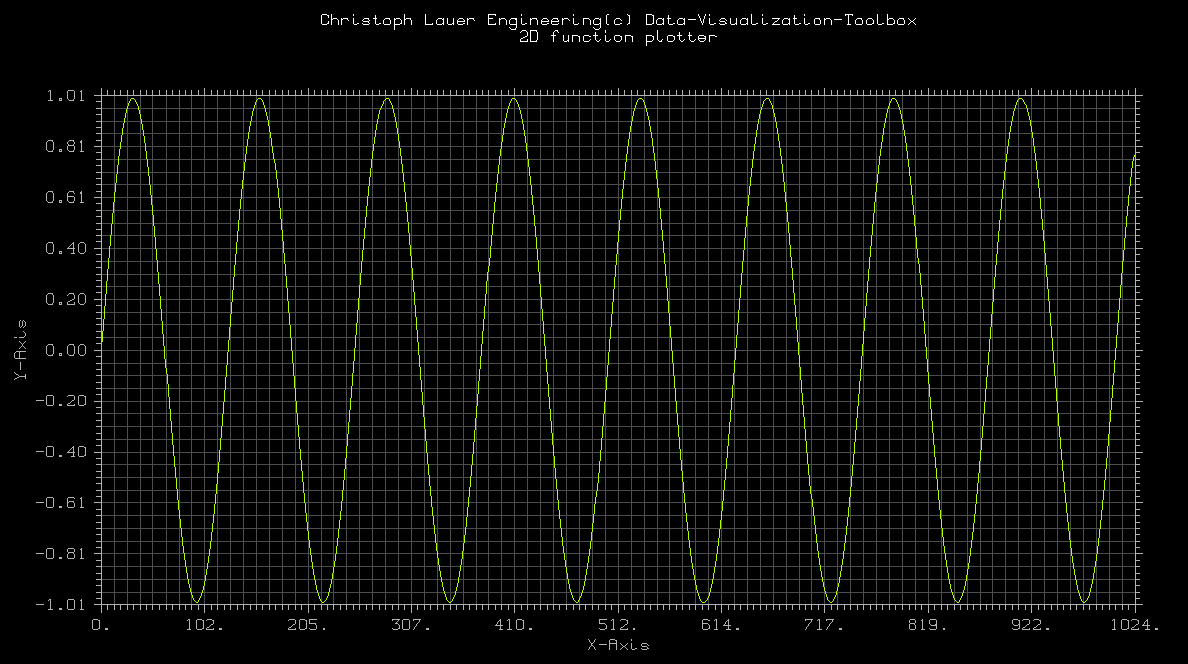 Christoph Lauer Engineering(c) Data-Visualization-Toolbox
2D function plotter
1.01
0.81
0.61
0.40
0.20
0.00
-0.20
-0.40
-0.61
-0.81
-1.01
Y-Axis
0. 102. 205. 307. 410. 512. 614. 717. 819. 922. 1024.
X-Axis